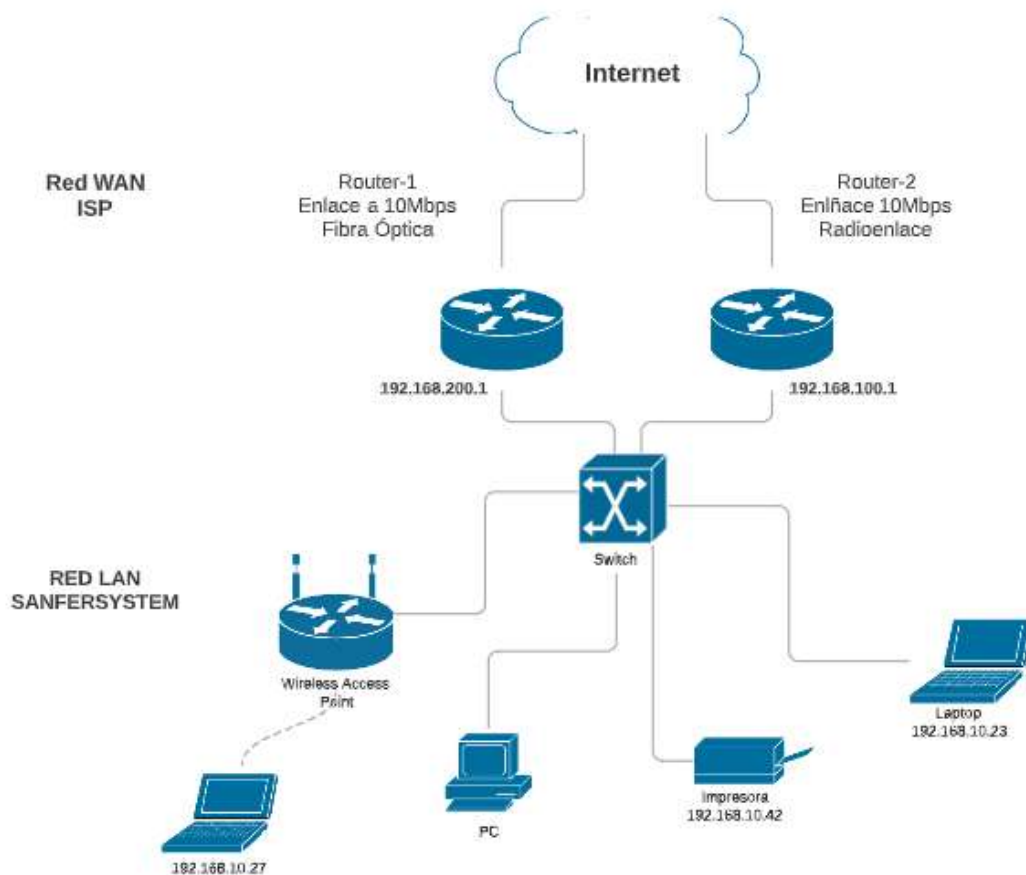 Internet
Red WAN
ISP
Router-1
Enlace a 10Mbps
Fibra Óptica
Router-2
Enlñace 10Mbps
Radioenlace
192.168.200.1
192.168.100.1
Switch
RED LAN
SANFERSYSTEM
Wireless Access
Point
Laptop
192.168.10.23
Impresora
192.168.10.42
PC
192.168.10.27